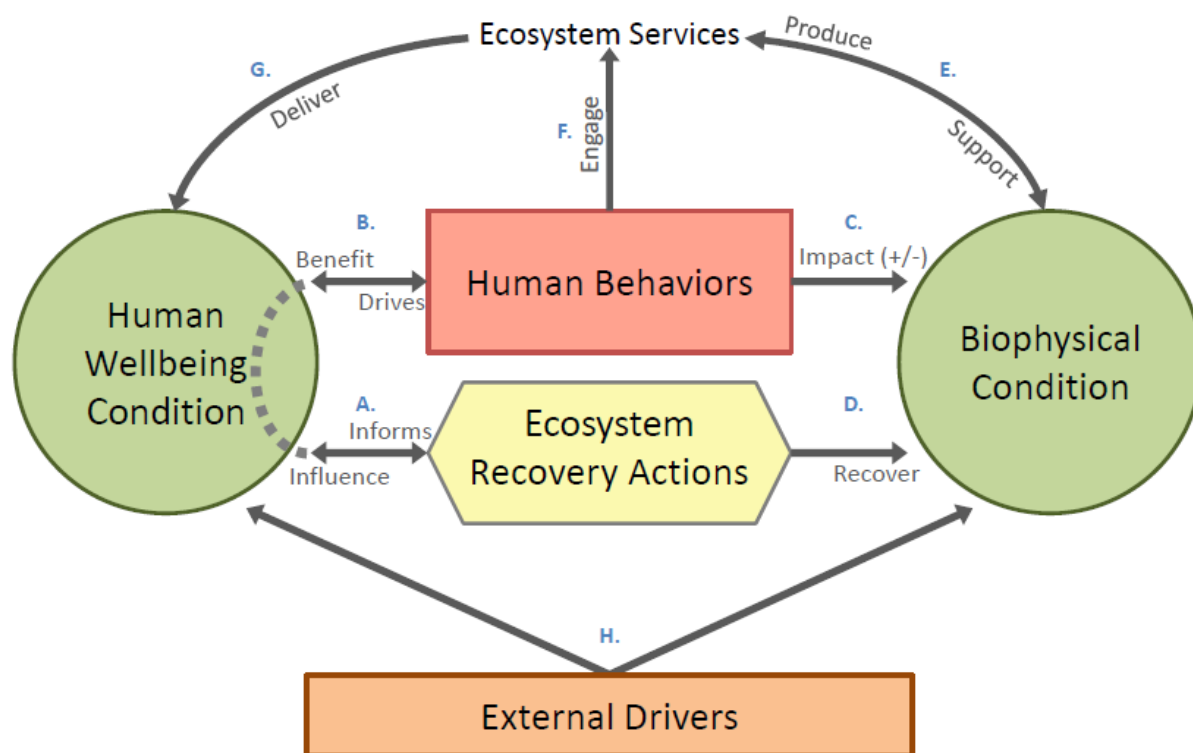 Ecosystem Services
Produce
E.
Support
G.
Deliver
F.
Engage
B.
Benefit
Drives
Human Behaviors
C.
Impact (+/-)
Human
Wellbeing
Condition
Biophysical
Condition
A.
Informs
Influence
Ecosystem
Recovery Actions
D.
Recover
H.
External Drivers